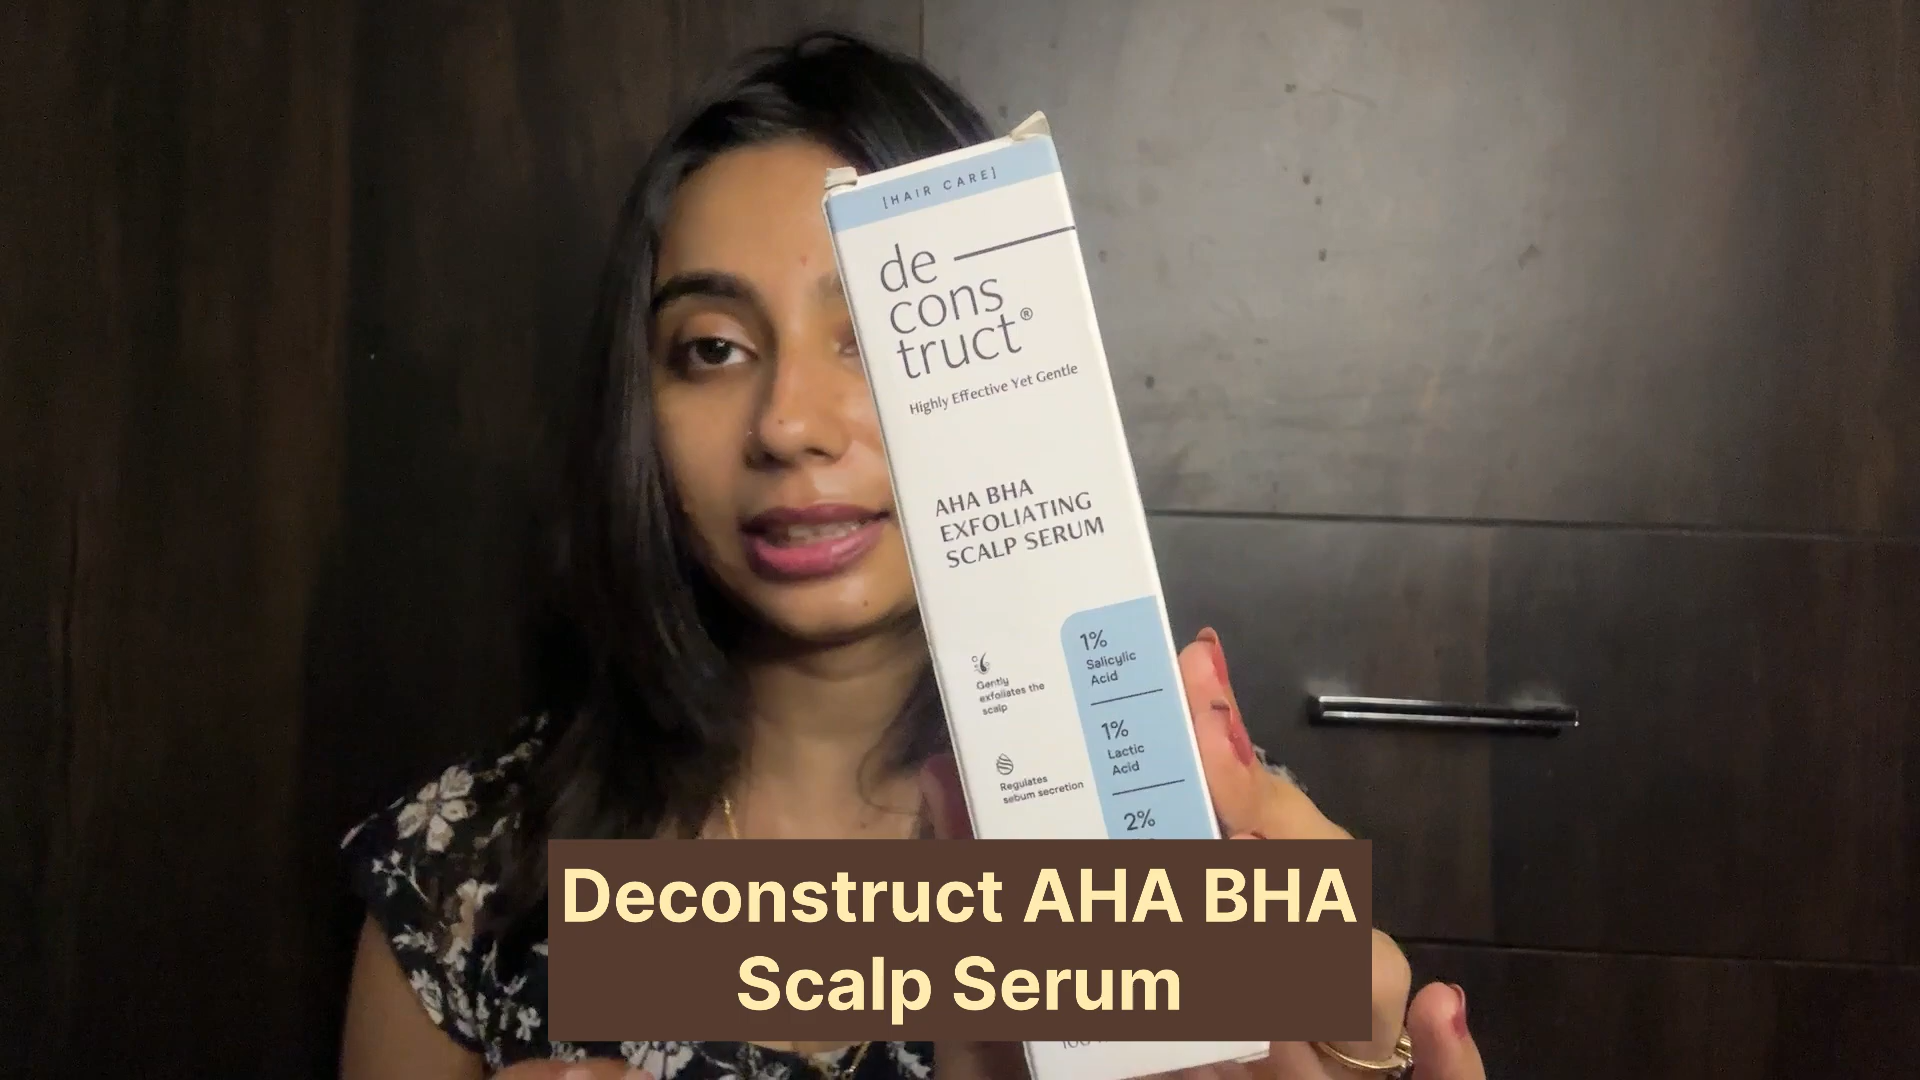 [HAIR CARE]
de
cons
truct®
Highly Effective Yet Gentle
AHA BHA
EXFOLIATING
SCALP SERUM
1%
Salicylic
Acid
Gently
exfoliates the
scalp
1%
Lactic
Acid
Regulates
sebum secretion
2%
Deconstruct AHA BHA
Scalp Serum